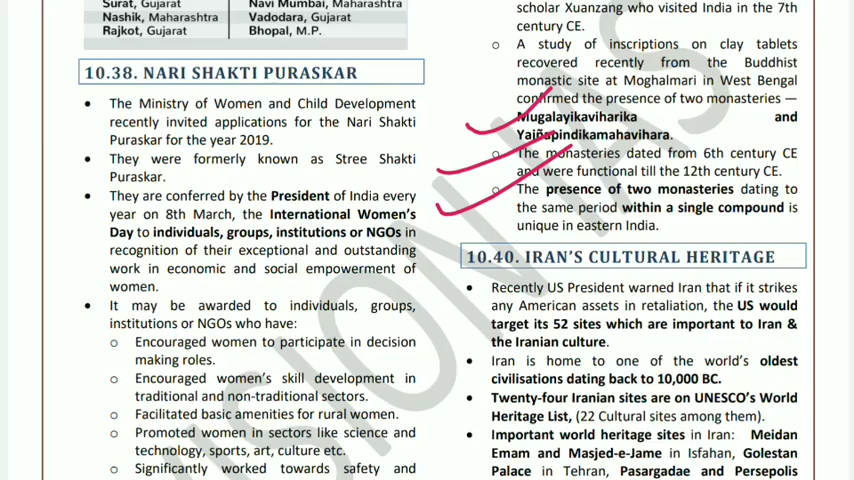 Surat, Gujarat Navi Mumbai, Maharashtra
Nashik, Maharashtra Vadodara, Gujarat
Rajkot, Gujarat Bhopal, M.P.
10.38. NARI SHAKTI PURASKAR
• The Ministry of Women and Child Development
recently invited applications for the Nari Shakti
Puraskar for the year 2019.
• They were formerly known as Stree Shakti
Puraskar.
• They are conferred by the President of India every
year on 8th March, the International Women's
Day to individuals, groups, institutions or NGOs in
recognition of their exceptional and outstanding
work in economic and social empowerment of
women.
• It may be awarded to individuals, groups,
institutions or NGOs who have:
o Encouraged women to participate in decision
making roles.
o Encouraged women's skill development in
traditional and non-traditional sectors.
o Facilitated basic amenities for rural women.
o Promoted women in sectors like science and
technology, sports, art, culture etc.
o Significantly worked towards safety and
scholar Xuanzang who visited India in the 7th
century CE.
o A study of inscriptions on clay tablets
recovered recently from the Buddhist
monastic site at Moghalmari in West Bengal
confirmed the presence of two monasteries —
Mugalayikaviharika and
Yajñapindikamahavihara.
o The monasteries dated from 6th century CE
and were functional till the 12th century CE.
o The presence of two monasteries dating to
the same period within a single compound is
unique in eastern India.
10.40. IRAN'S CULTURAL HERITAGE
• Recently US President warned Iran that if it strikes
any American assets in retaliation, the US would
target its 52 sites which are important to Iran &
the Iranian culture.
• Iran is home to one of the world's oldest
civilisations dating back to 10,000 BC.
• Twenty-four Iranian sites are on UNESCO's World
Heritage List, (22 Cultural sites among them).
• Important world heritage sites in Iran: Meidan
Emam and Masjed-e-Jame in Isfahan, Golestan
Palace in Tehran, Pasargadae and Persepolis
VISION IAS